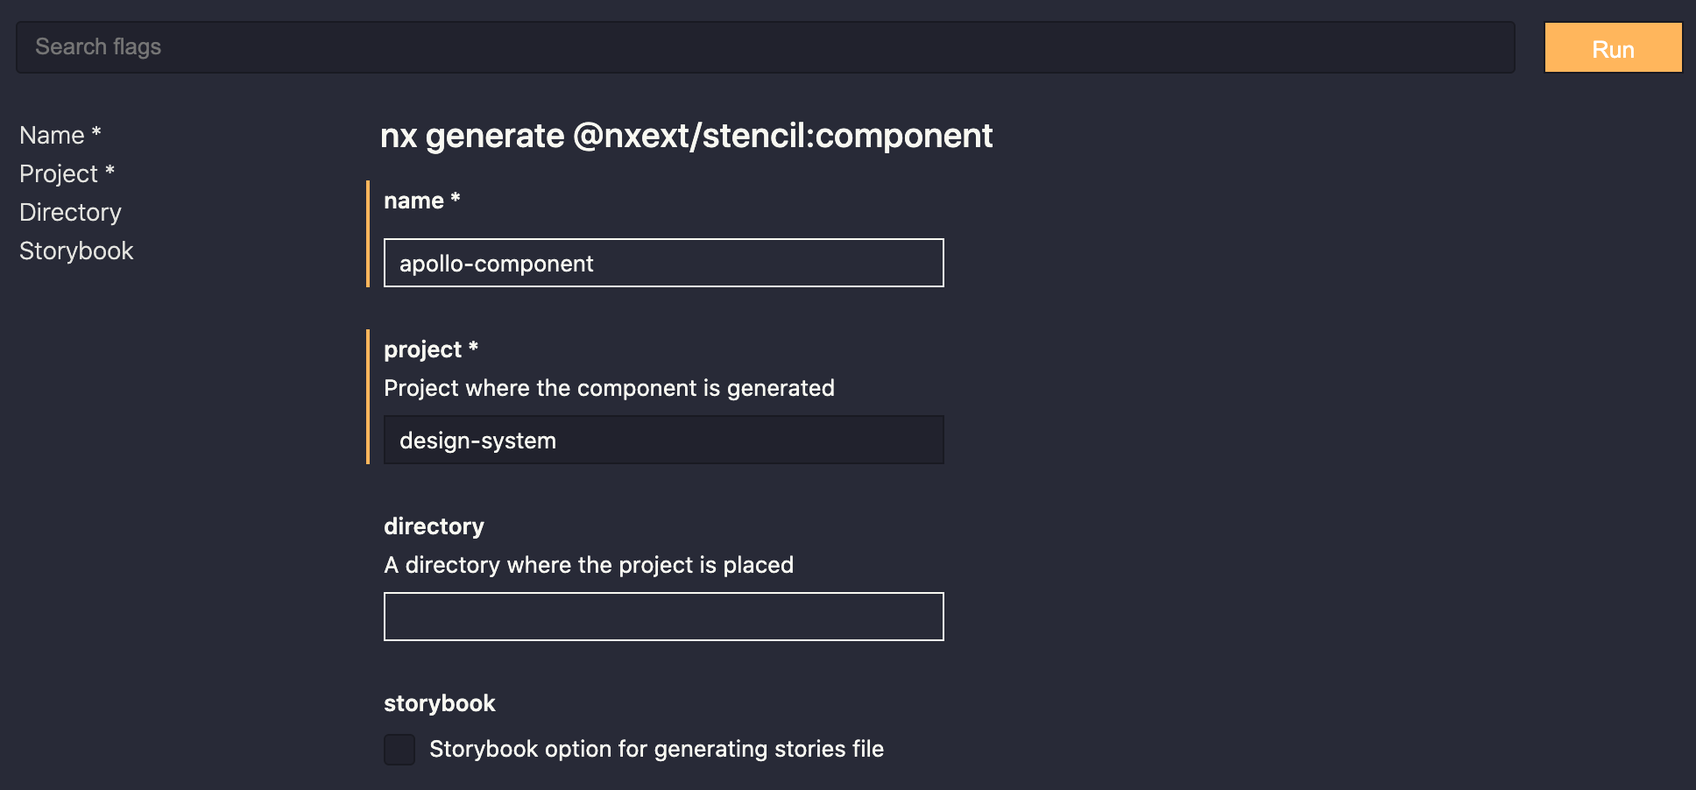 Search flags
Run
Name *
Project *
Directory
Storybook
nx generate @nxext/stencil:component
name *
apollo-component
project *
Project where the component is generated
design-system
directory
A directory where the project is placed
storybook
Storybook option for generating stories file